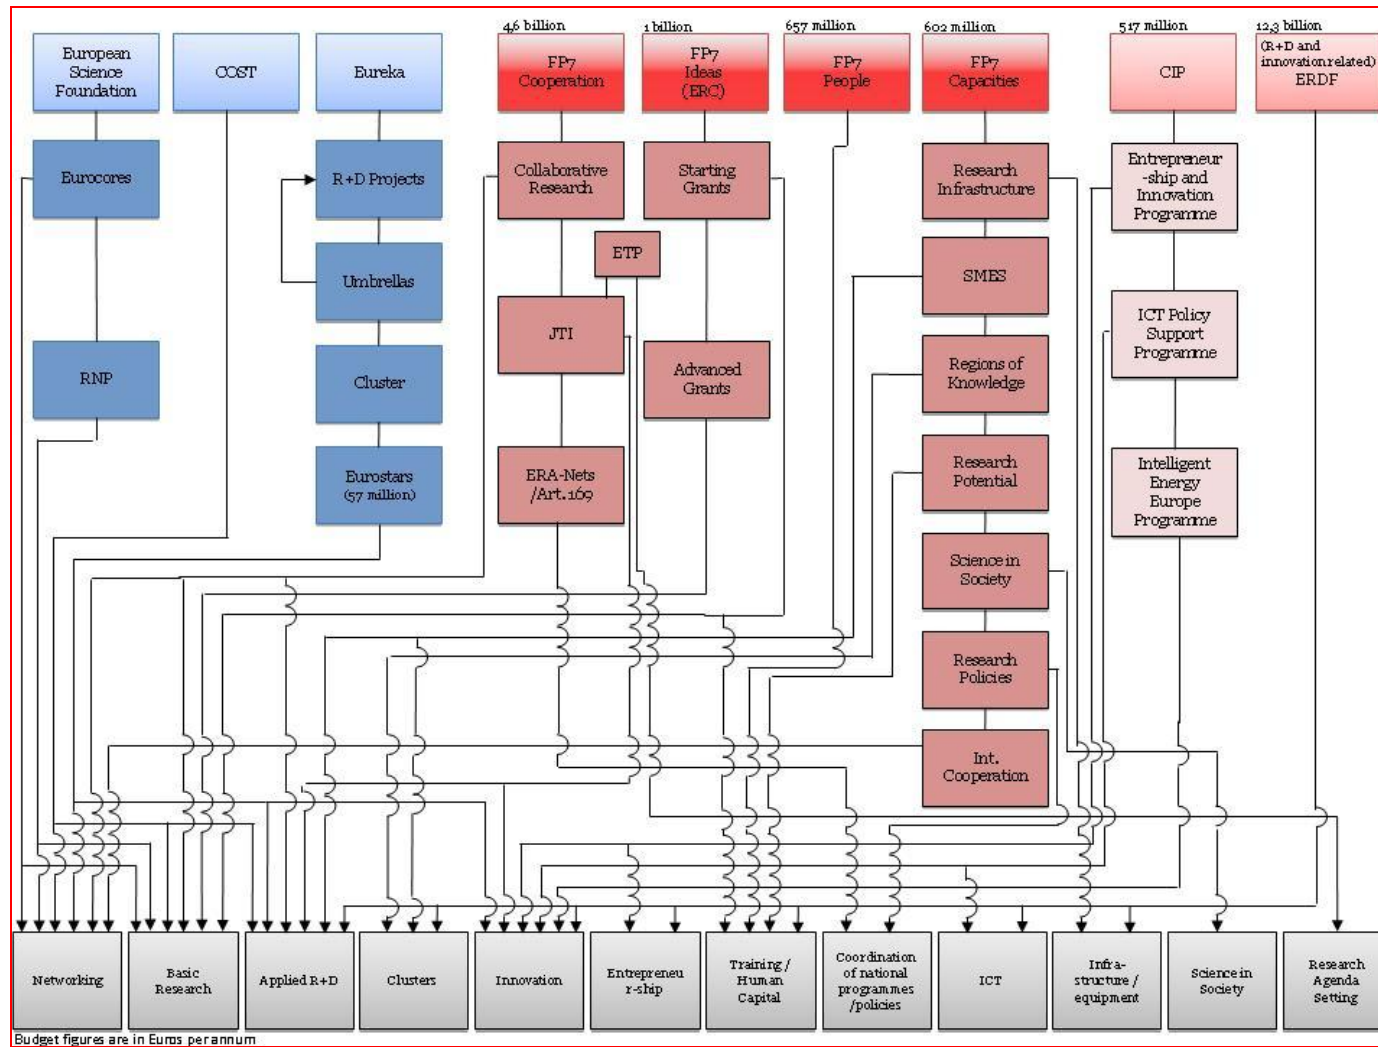 4,6 billion
1 billion
657 million
602 million
517 million
12,3 billion
European
Science
Foundation
COST
Eureka
FP7
Cooperation
FP7
Ideas
(ERC)
FP7
People
FP7
Capacities
CIP
(R+D and
innovation related)
ERDF
Eurocores
R+D Projects
Collaborative
Research
Starting
Grants
Research
Infrastructure
Entrepreneur
-ship and
Innovation
Programme
ETP
Umbrellas
SMES
JTI
ICT Policy
Support
Programme
RNP
Cluster
Advanced
Grants
Regions of
Knowledge
Eurostars
(57 million)
ERA-Nets
/Art.169
Research
Potential
Intelligent
Energy
Europe
Programme
Science in
Society
Research
Policies
Int.
Cooperation
Networking
Basic
Research
Applied R+D
Clusters
Innovation
Entrepreneu
r-ship
Training /
Human
Capital
Coordination
of national
programmes
/policies
ICT
Infra-
structure /
equipment
Science in
Society
Research
Agenda
Setting
Budget figures are in Euros per annum